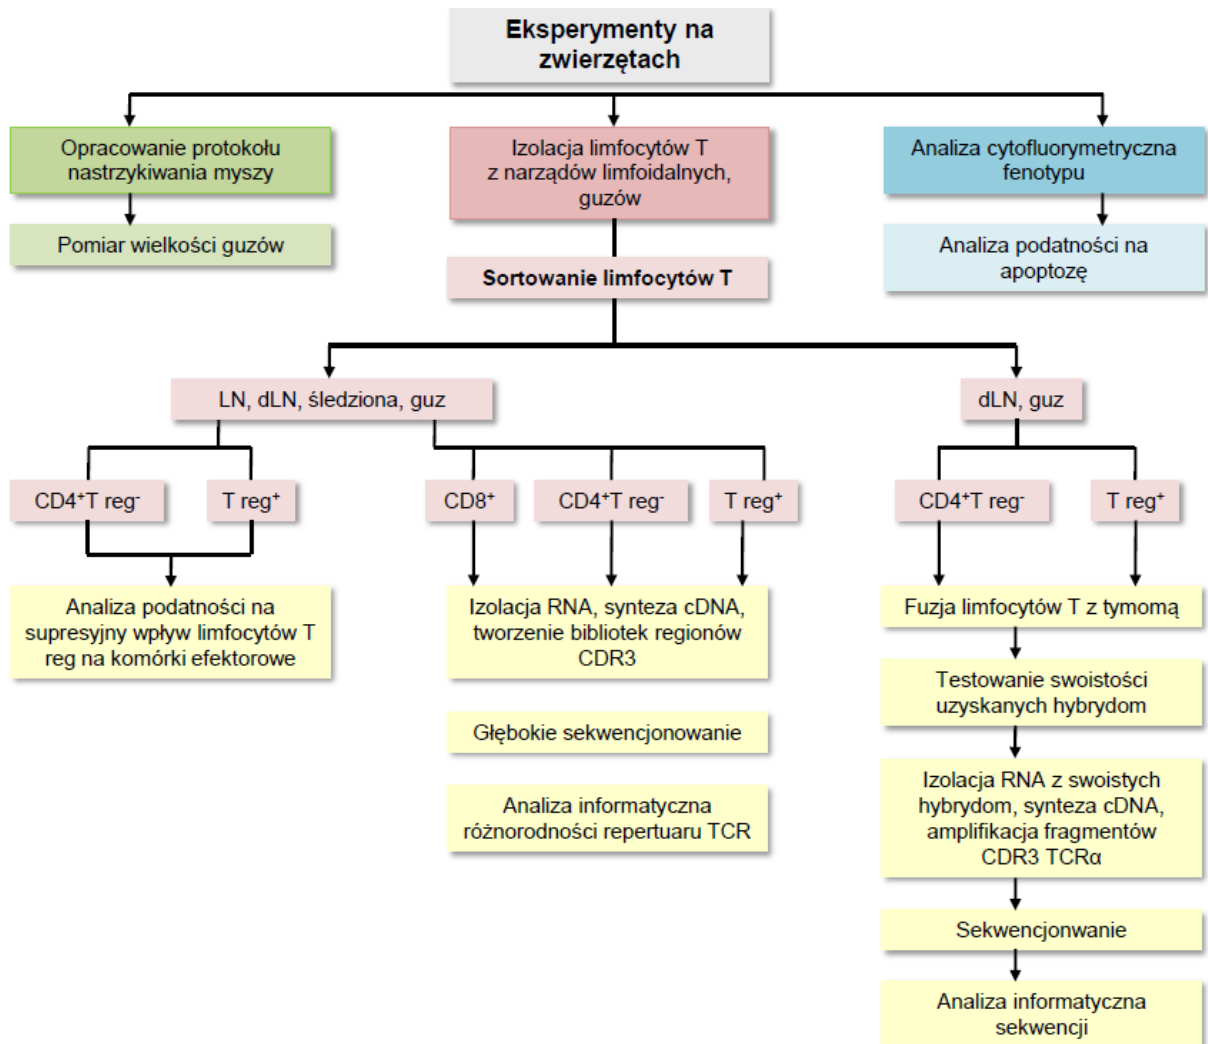 Eksperymenty na
zwierzętach
Opracowanie protokołu
nastrzykiwania myszy
Izolacja limfocytów T
z narządów limfoidalnych,
guzów
Analiza cytofluorymetryczna
fenotypu
Pomiar wielkości guzów
Analiza podatności na
apoptozę
Sortowanie limfocytów T
LN, dLN, śledziona, guz
dLN, guz
CD4⁺T reg⁻
T reg⁺
CD8⁺
CD4⁺T reg⁻
T reg⁺
CD4⁺T reg⁻
T reg⁺
Analiza podatności na
supresyjny wpływ limfocytów T
reg na komórki efektorowe
Izolacja RNA, synteza cDNA,
tworzenie bibliotek regionów
CDR3
Głębokie sekwencjonowanie
Analiza informatyczna
różnorodności repertuaru TCR
Fuzja limfocytów T z tymomą
Testowanie swoistości
uzyskanych hybrydom
Izolacja RNA z swoistych
hybrydom, synteza cDNA,
amplifikacja fragmentów
CDR3 TCRα
Sekwencjonwanie
Analiza informatyczna
sekwencji